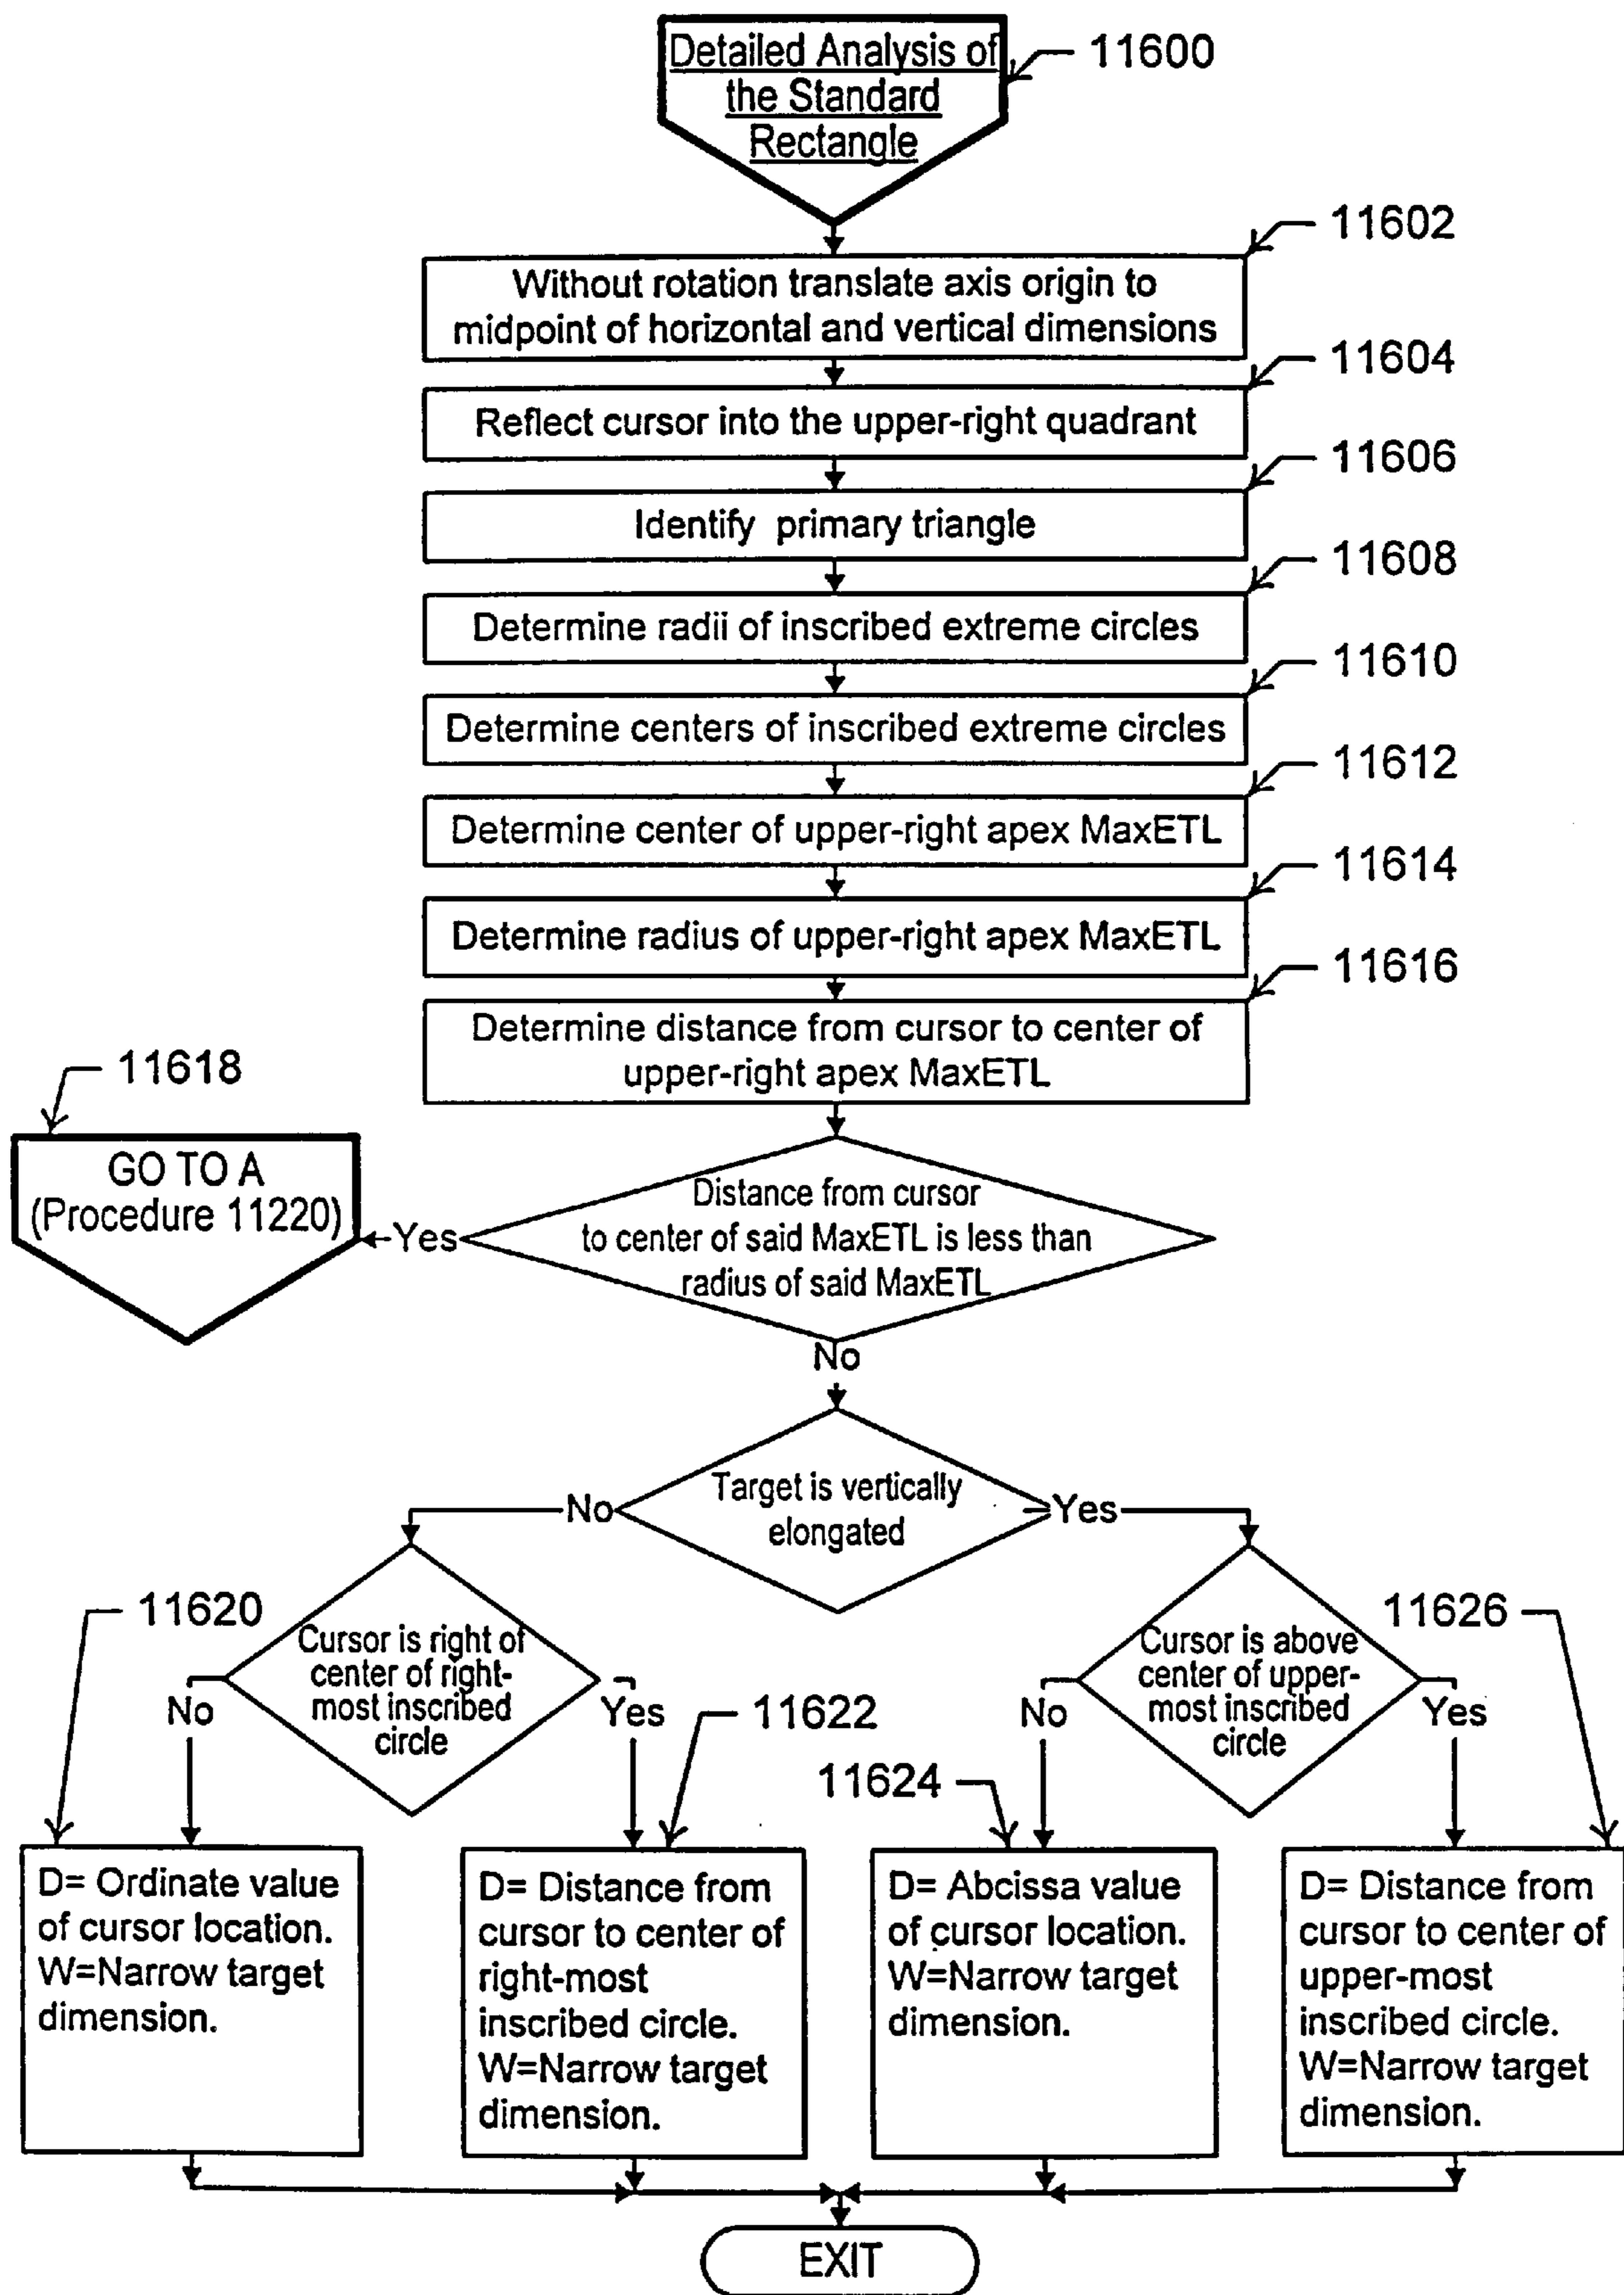 Detailed Analysis of
the Standard
Rectangle
11600
11602
Without rotation translate axis origin to
midpoint of horizontal and vertical dimensions
11604
Reflect cursor into the upper-right quadrant
11606
Identify primary triangle
11608
Determine radii of inscribed extreme circles
11610
Determine centers of inscribed extreme circles
11612
Determine center of upper-right apex MaxETL
11614
Determine radius of upper-right apex MaxETL
11616
Determine distance from cursor to center of
upper-right apex MaxETL
11618
GO TO A
(Procedure 11220)
Yes
Distance from cursor
to center of said MaxETL is less than
radius of said MaxETL
No
Target is vertically
elongated
No
Yes
11620
Cursor is right of
center of right-
most inscribed
circle
No
Yes
11622
11626
Cursor is above
center of upper-
most inscribed
circle
No
Yes
11624
D= Ordinate value
of cursor location.
W=Narrow target
dimension.
D= Distance from
cursor to center of
right-most
inscribed circle.
W=Narrow target
dimension.
D= Abcissa value
of cursor location.
W=Narrow target
dimension.
D= Distance from
cursor to center of
upper-most
inscribed circle.
W=Narrow target
dimension.
EXIT